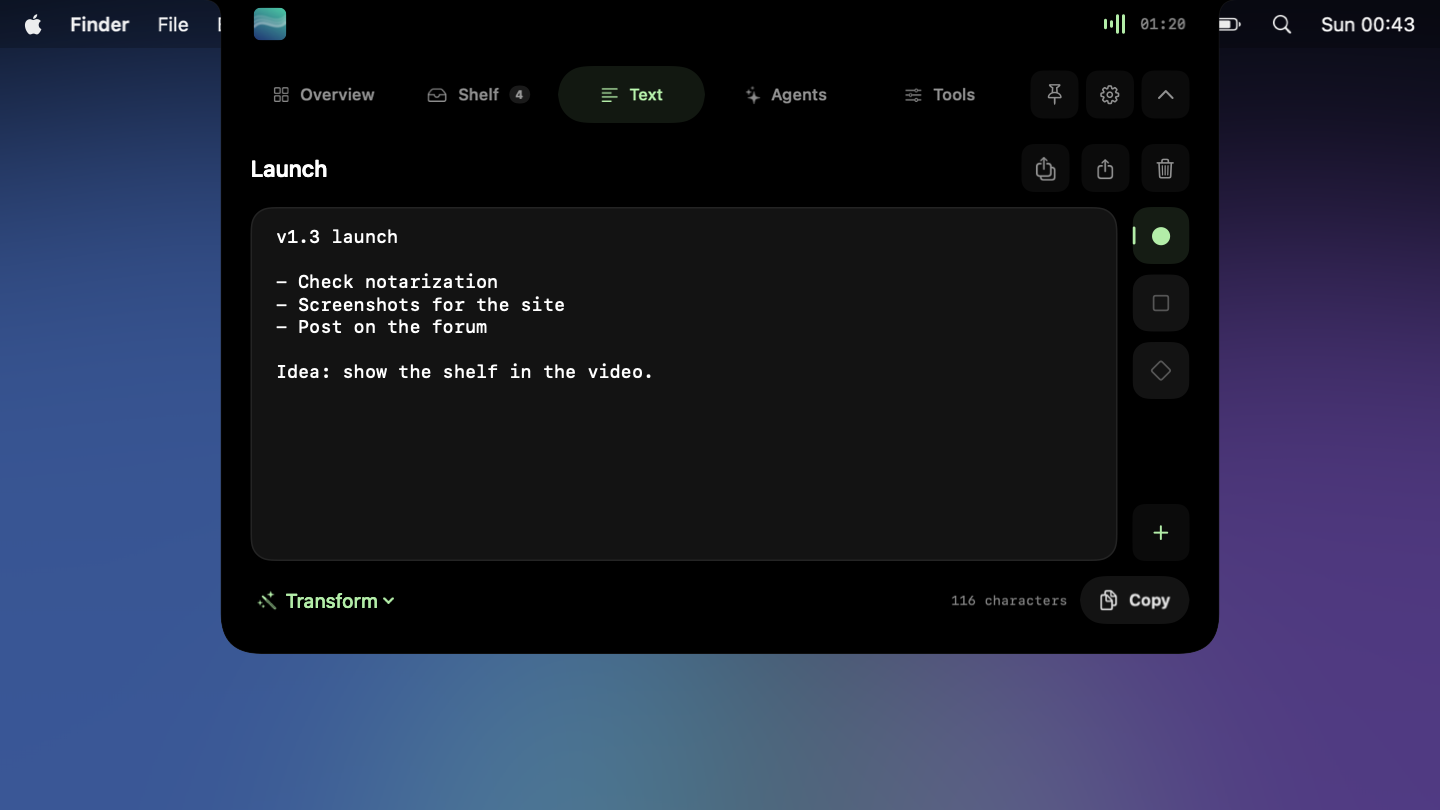 Finder File
01:20
Sun 00:43
Overview
Shelf 4
Text
Agents
Tools
Launch
v1.3 launch
– Check notarization
– Screenshots for the site
– Post on the forum
Idea: show the shelf in the video.
Transform
116 characters
Copy